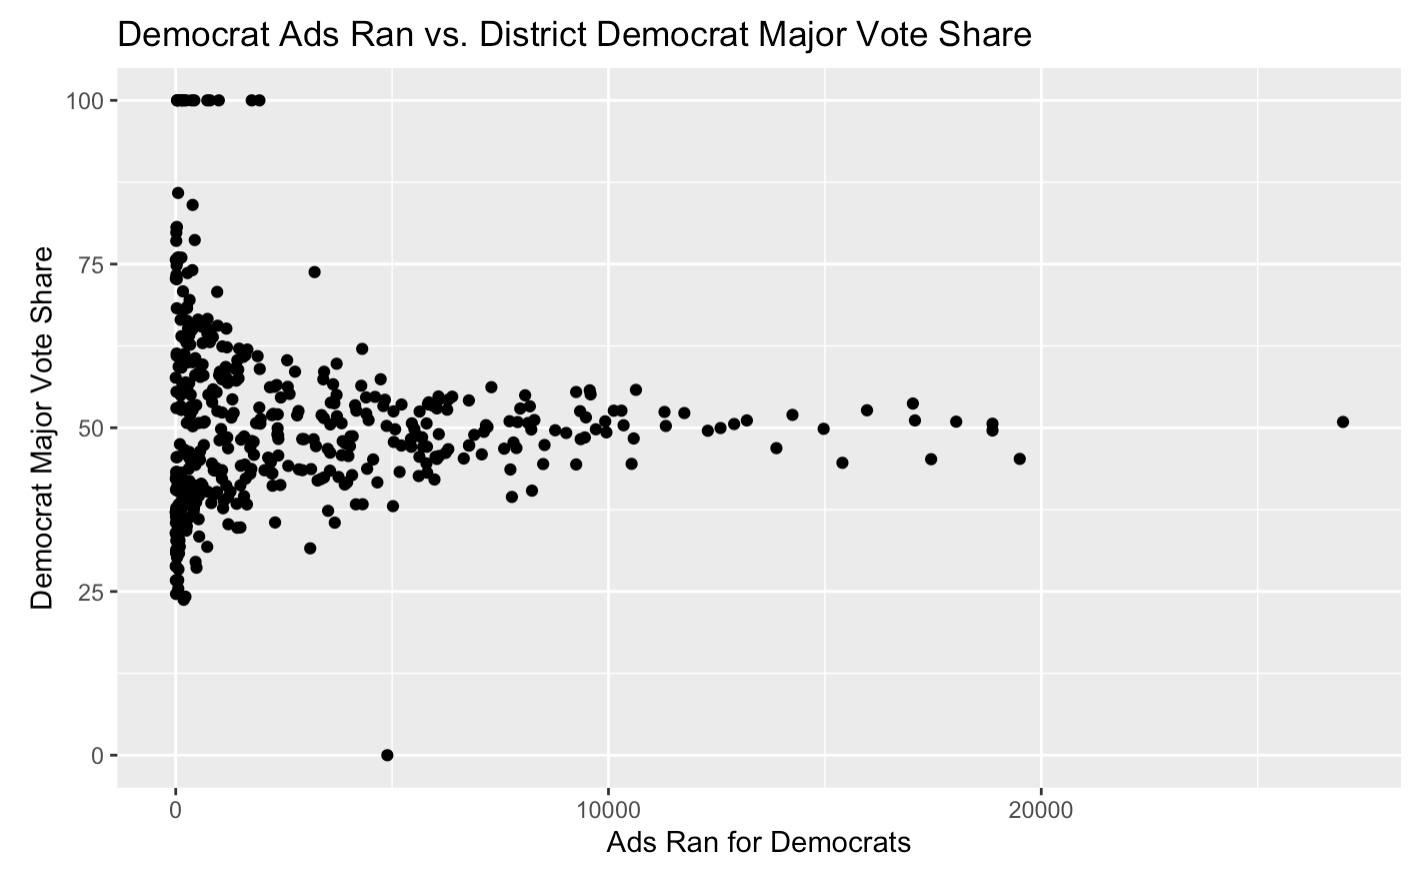 Democrat Ads Ran vs. District Democrat Major Vote Share
100
75
50
25
0
Democrat Major Vote Share
0 10000 20000
Ads Ran for Democrats